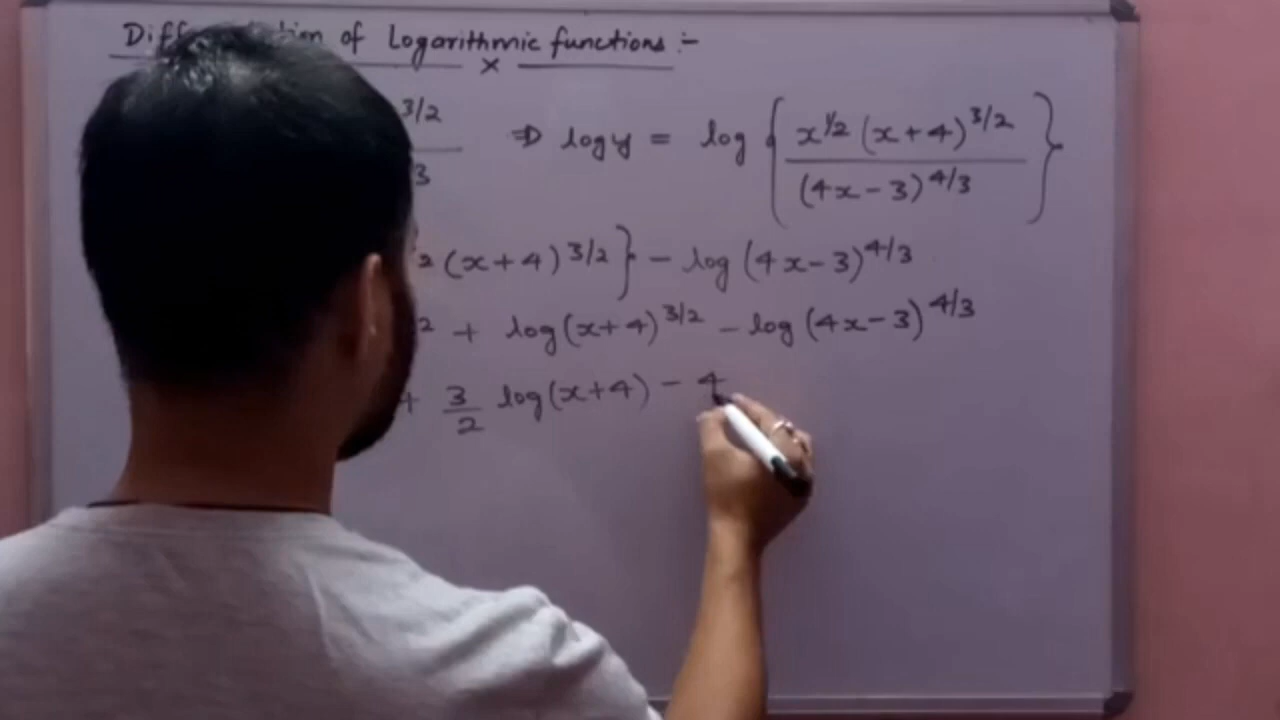 of Logarithmic functions :-
3/2 ⇒ log y = log { x^1/2 (x+4)^3/2 / (4x-3)^4/3 }
3
2 (x+4)^3/2 } - log (4x-3)^4/3
2 + log(x+4)^3/2 - log (4x-3)^4/3
+ 3/2 log(x+4) - 4